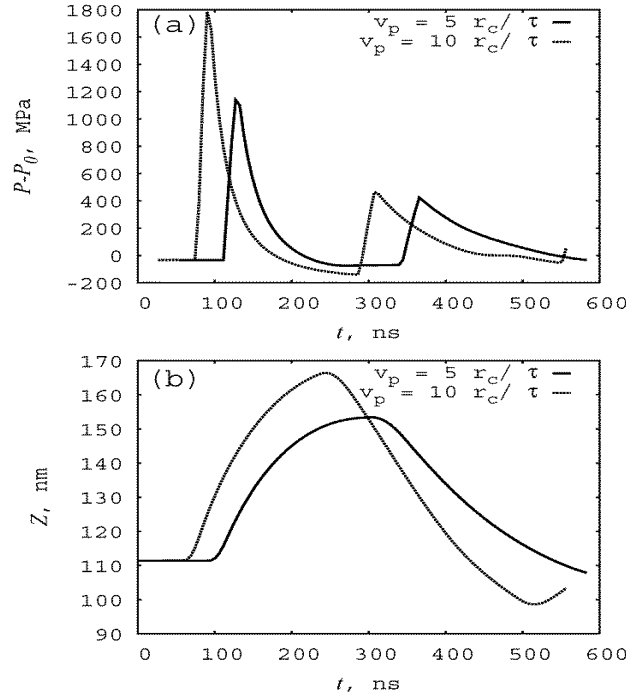 (a)
v_p = 5 r_c/ τ
v_p = 10 r_c/ τ
1800
1600
1400
1200
1000
800
600
400
200
0
-200
P-P_0, MPa
0 100 200 300 400 500 600
t, ns
(b)
v_p = 5 r_c/ τ
v_p = 10 r_c/ τ
170
160
150
140
130
120
110
100
90
Z, nm
0 100 200 300 400 500 600
t, ns